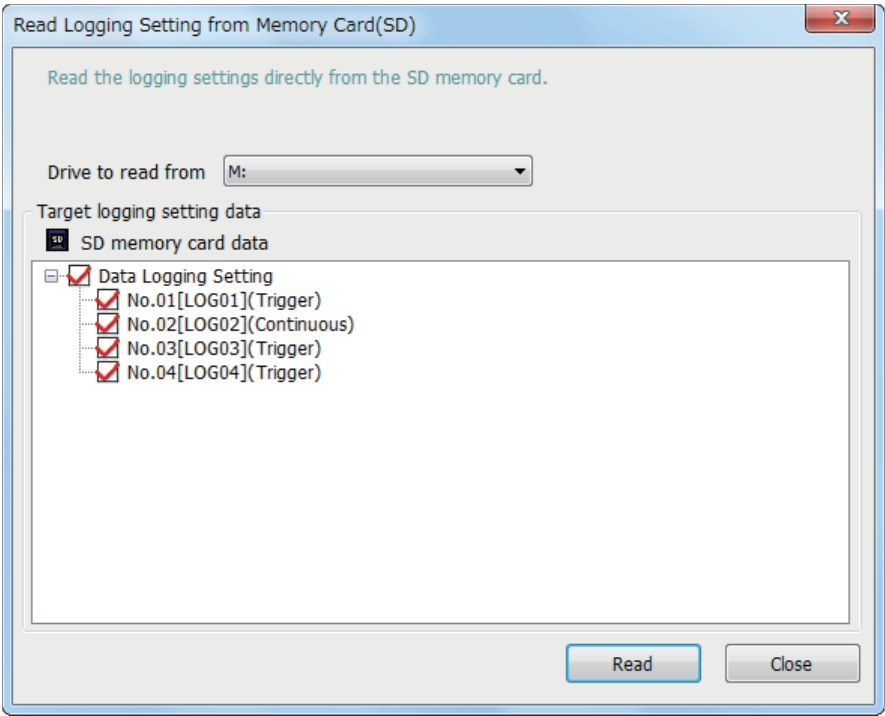 Read Logging Setting from Memory Card(SD)
Read the logging settings directly from the SD memory card.
Drive to read from M:
Target logging setting data
SD SD memory card data
Data Logging Setting
No.01[LOG01](Trigger)
No.02[LOG02](Continuous)
No.03[LOG03](Trigger)
No.04[LOG04](Trigger)
Read Close